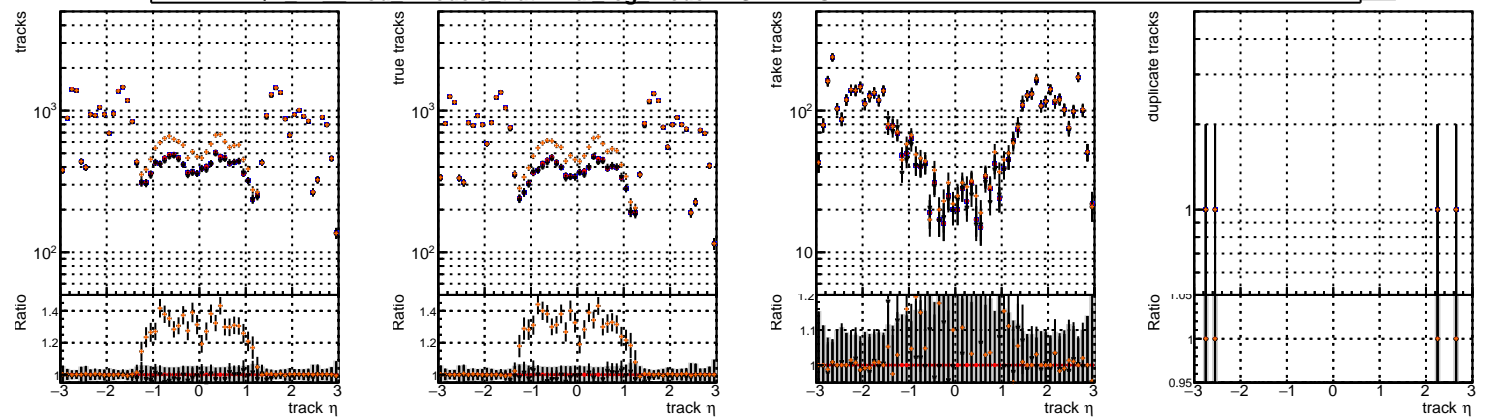 tracks
10³
10²
Ratio
1.4
1.2
1
−3 −2 −1 0 1 2 3
track η
true tracks
10³
10²
Ratio
1.4
1.2
1
−3 −2 −1 0 1 2 3
track η
fake tracks
10²
10
Ratio
1.2
1.1
1
−3 −2 −1 0 1 2 3
track η
duplicate tracks
1
Ratio
1.05
1
0.95
−3 −2 −1 0 1 2 3
track η